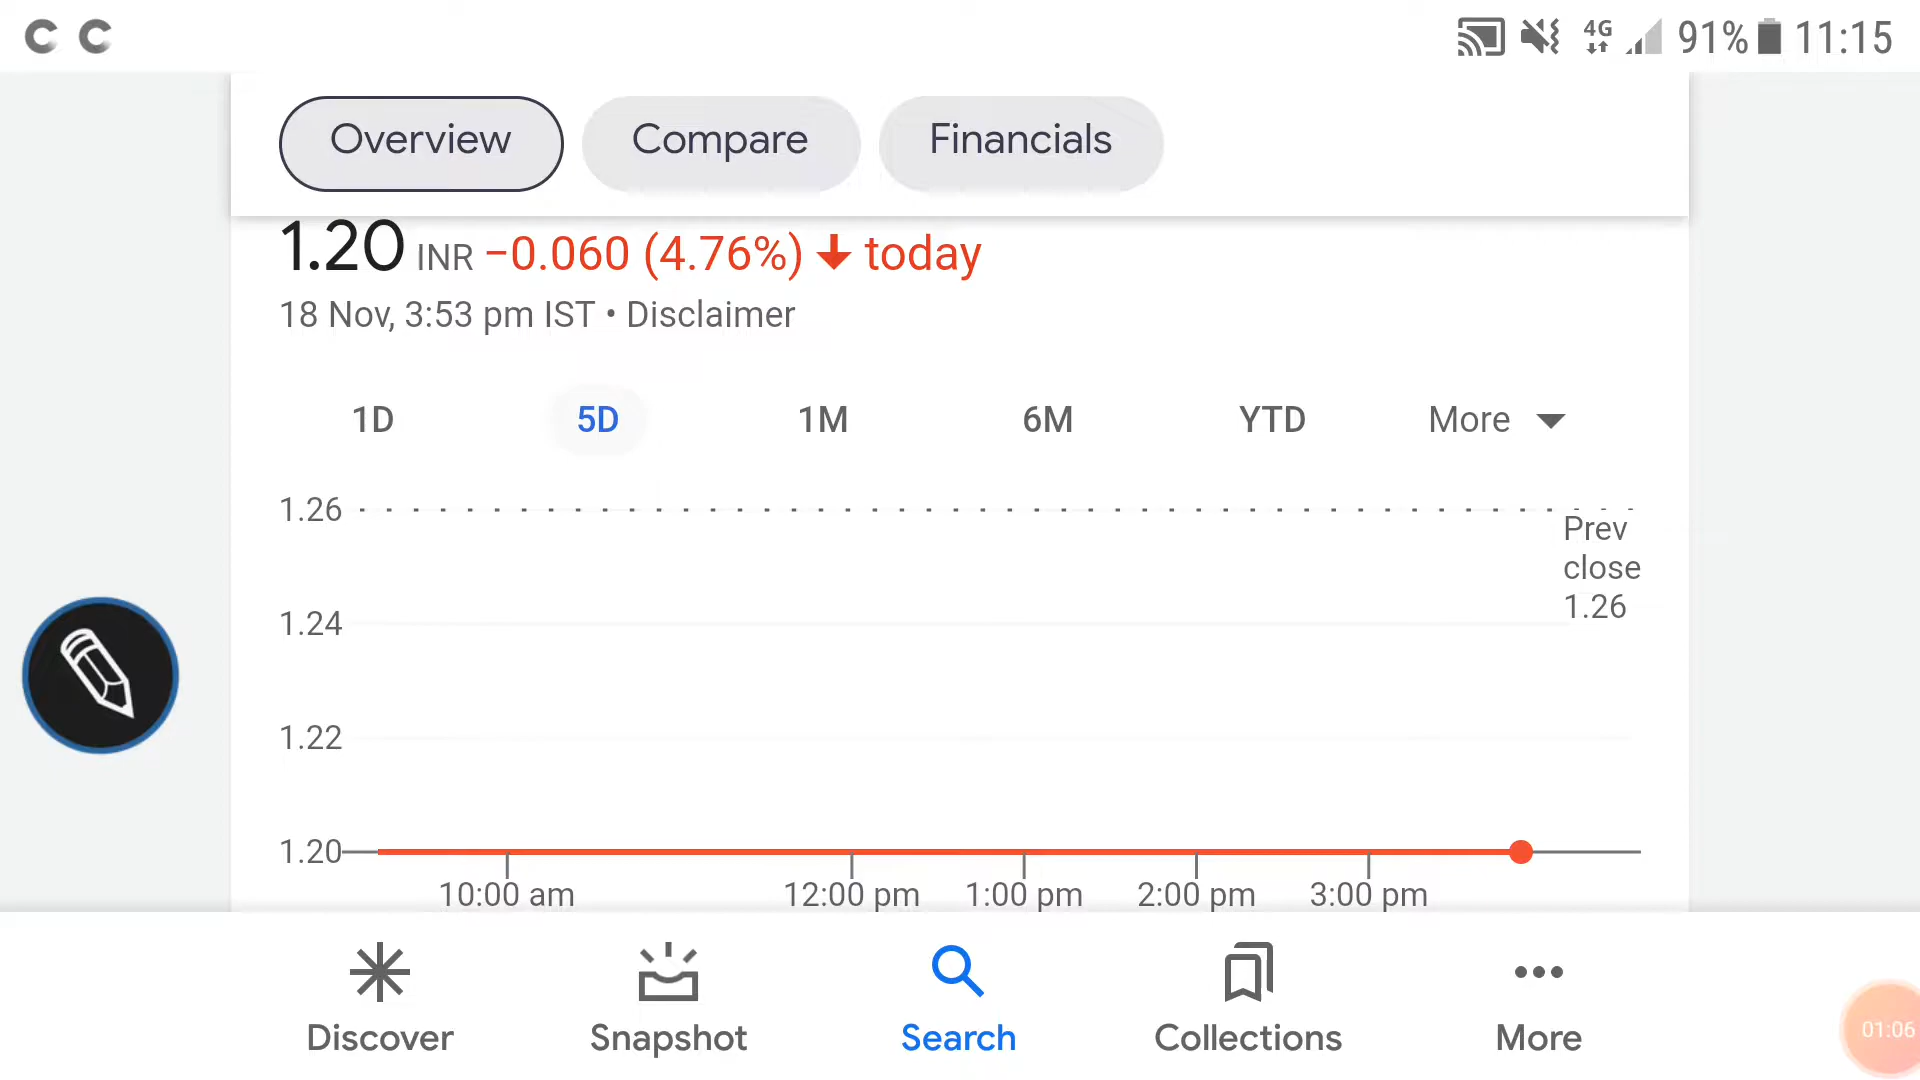 4G 91% 11:15
Overview Compare Financials
1.20 INR −0.060 (4.76%) ↓ today
18 Nov, 3:53 pm IST • Disclaimer
1D 5D 1M 6M YTD More
1.26
Prev
close
1.26
1.24
1.22
1.20
10:00 am 12:00 pm 1:00 pm 2:00 pm 3:00 pm
Discover Snapshot Search Collections More
01:06